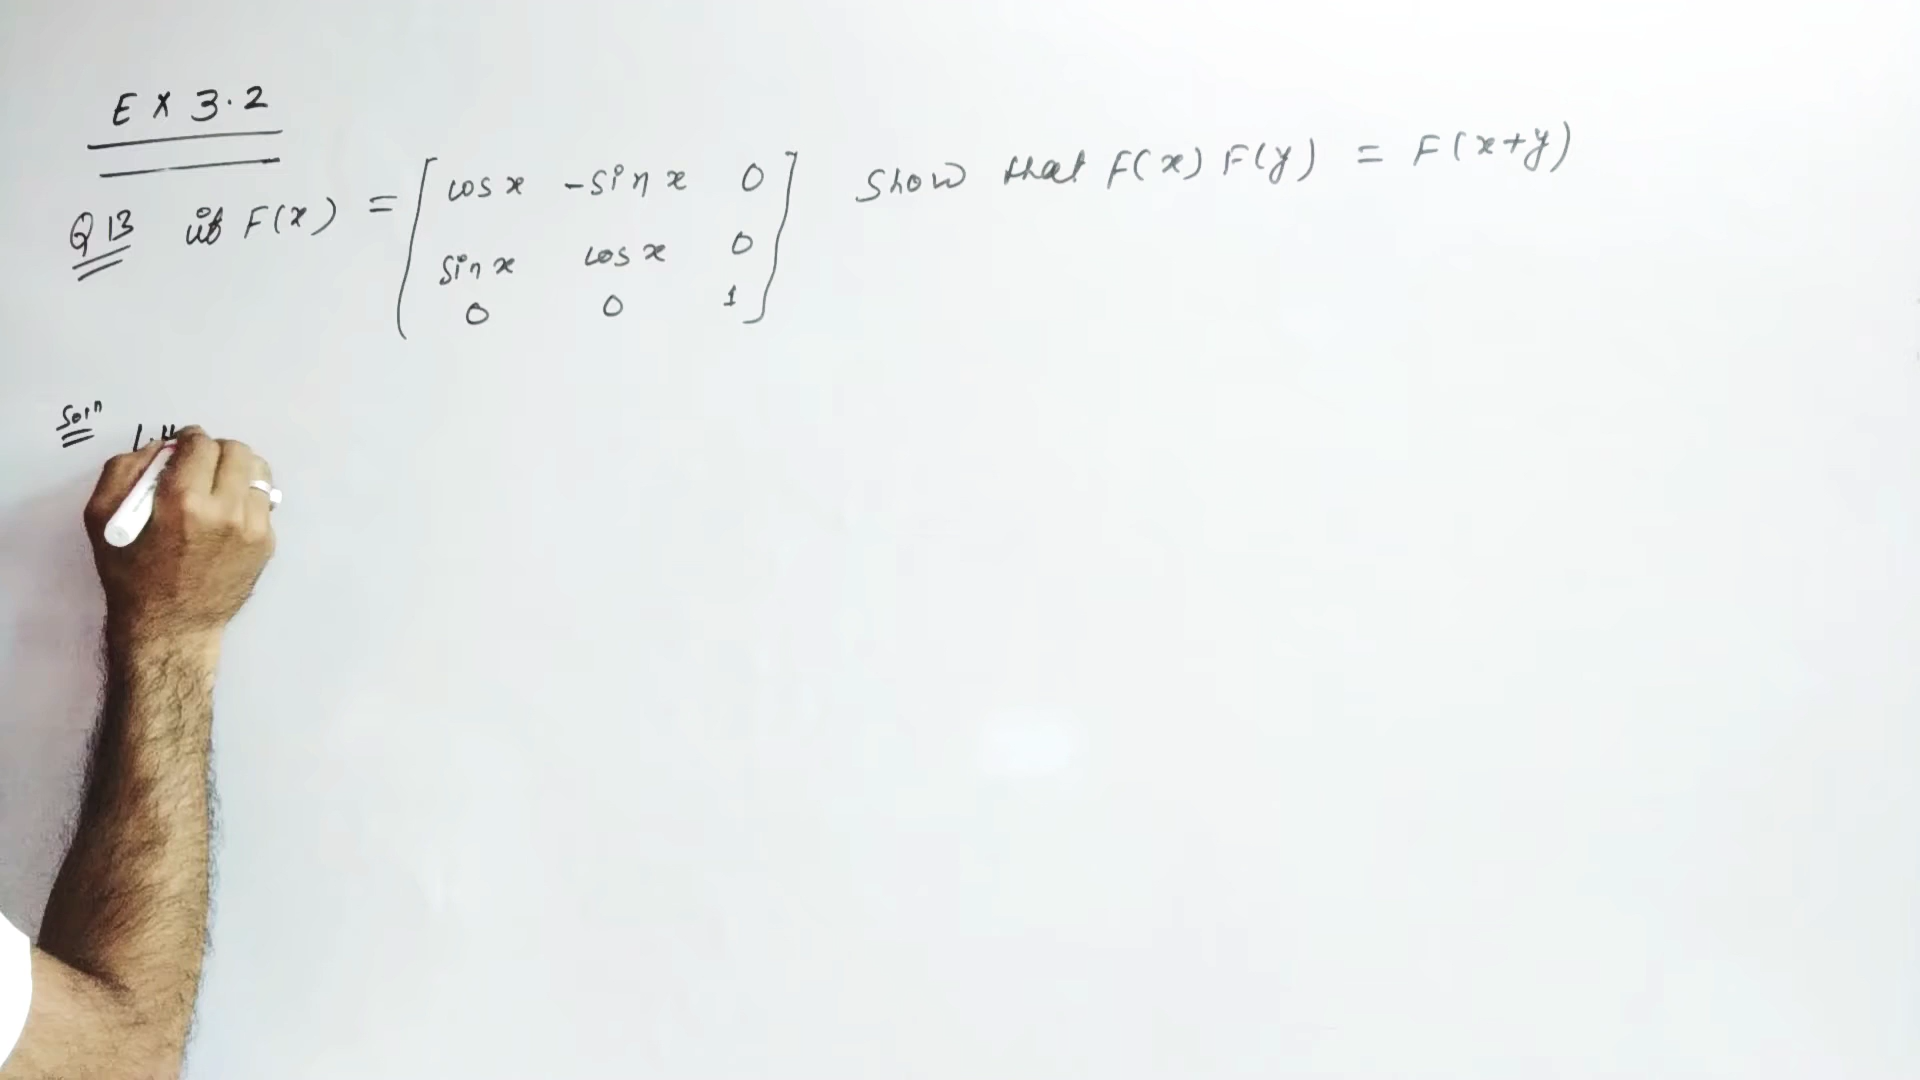 EX 3.2
Q13 if F(x) = [cos x -sin x 0 Show that F(x) F(y) = F(x+y)
sin x cos x 0
0 0 1]
Soln